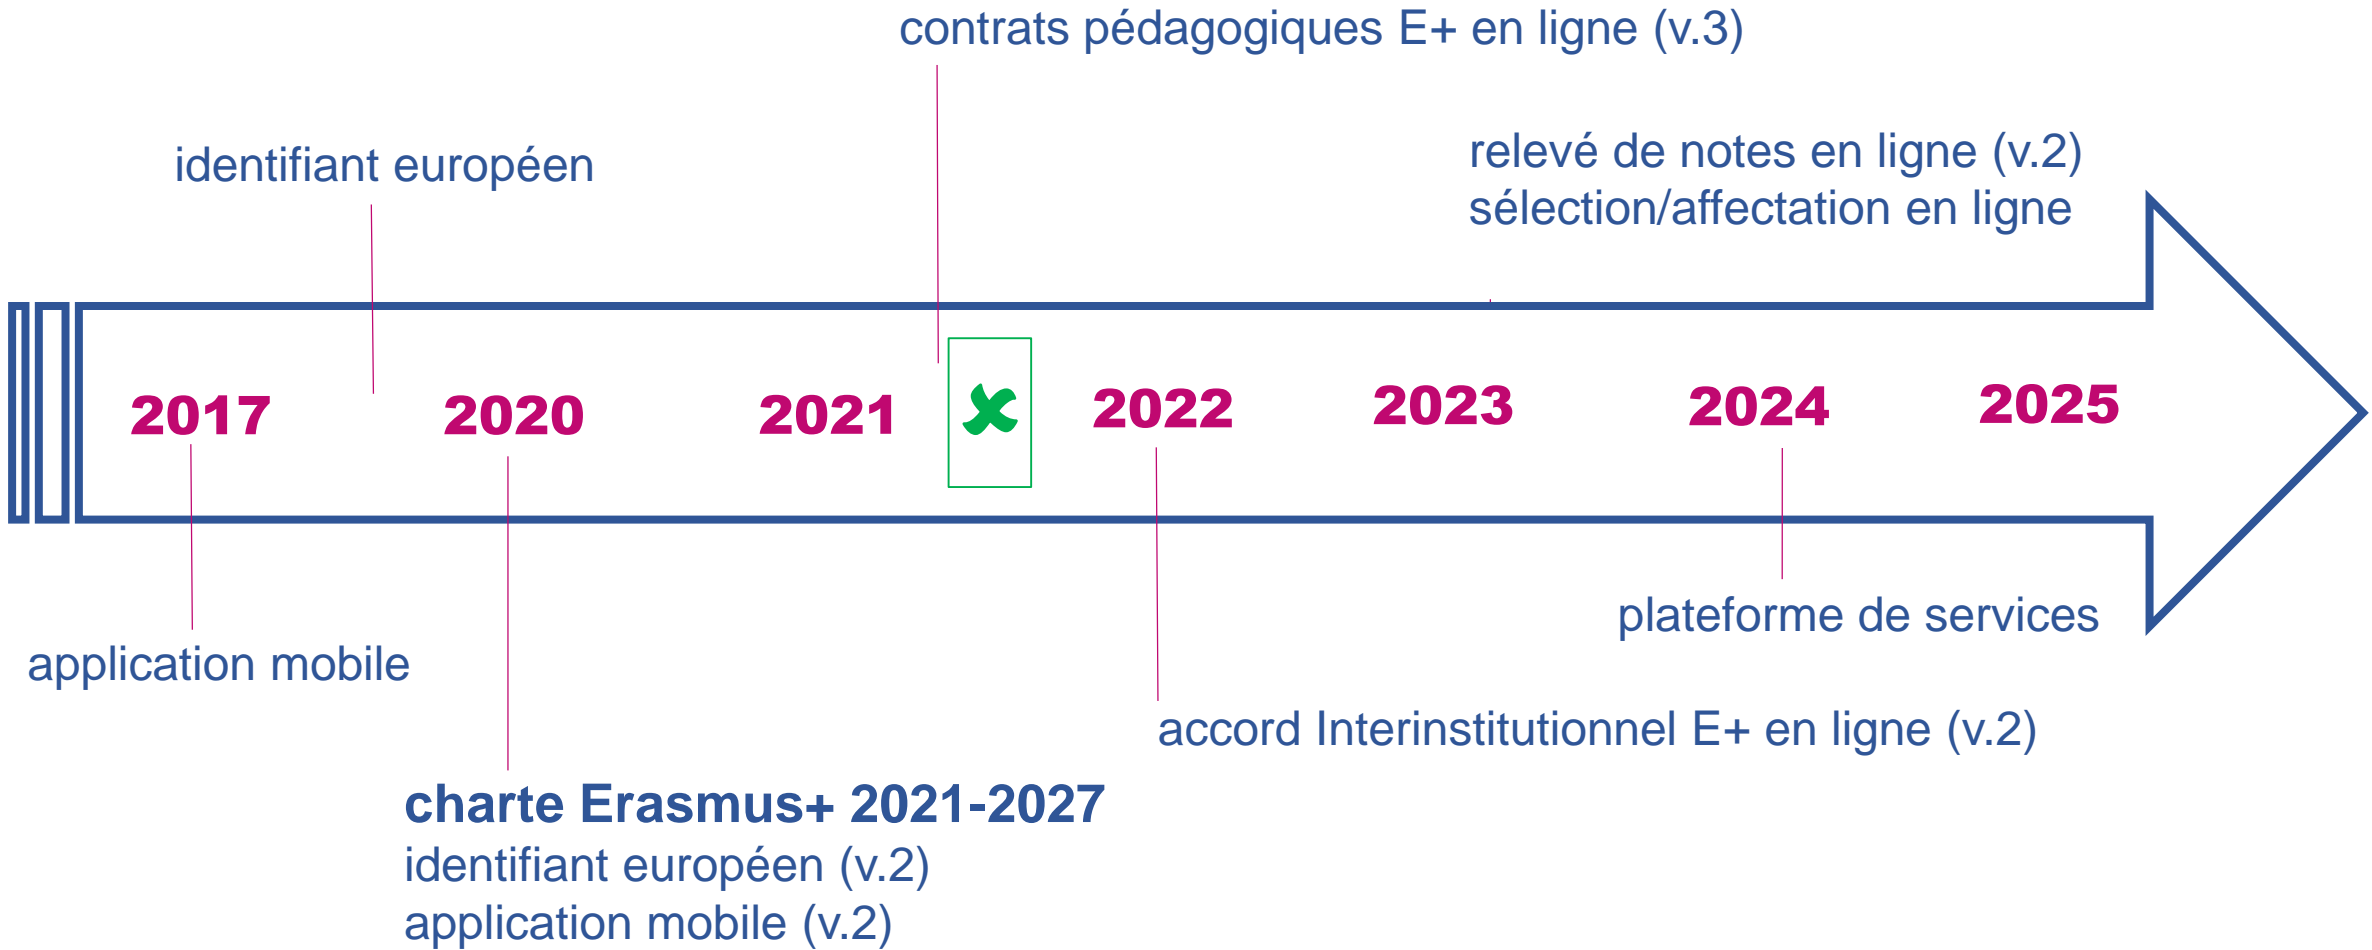 contrats pédagogiques E+ en ligne (v.3)
identifiant européen
relevé de notes en ligne (v.2)
sélection/affectation en ligne
2017
2020
2021
2022
2023
2024
2025
application mobile
plateforme de services
accord Interinstitutionnel E+ en ligne (v.2)
charte Erasmus+ 2021-2027
identifiant européen (v.2)
application mobile (v.2)